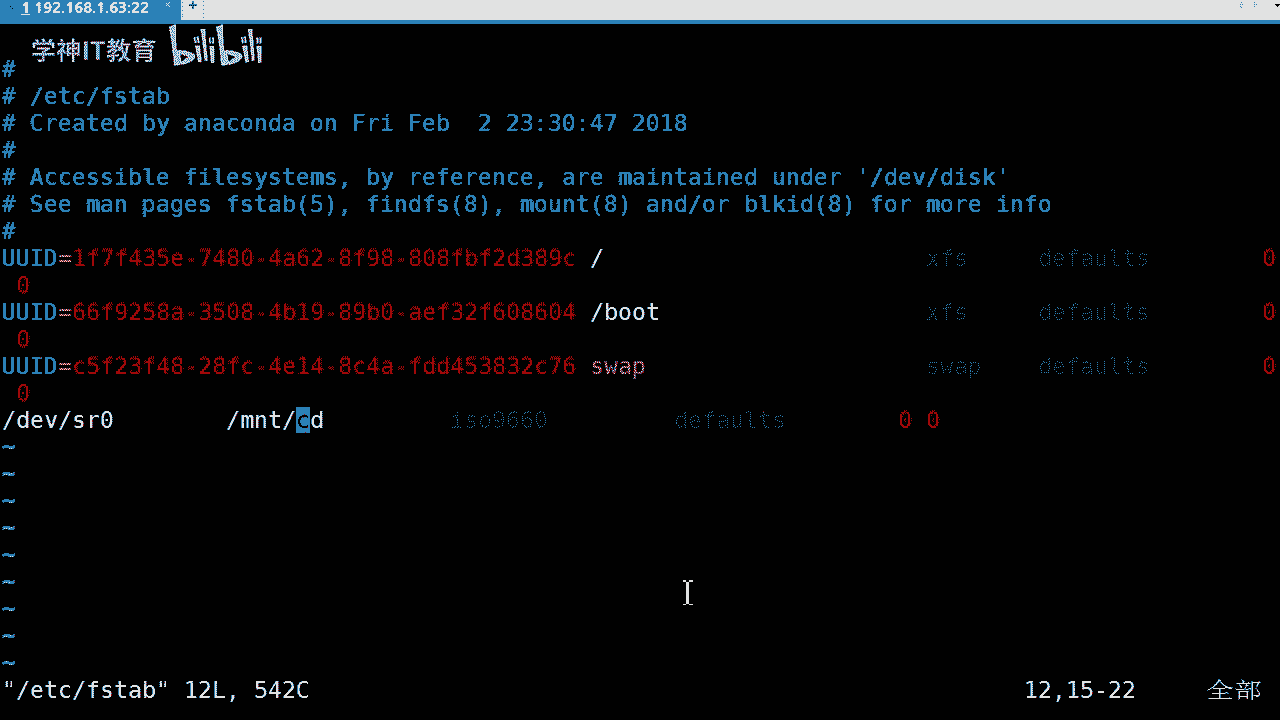 1 192.168.1.63:22 × +
学神IT教育 bilibili
#
# /etc/fstab
# Created by anaconda on Fri Feb  2 23:30:47 2018
#
# Accessible filesystems, by reference, are maintained under '/dev/disk'
# See man pages fstab(5), findfs(8), mount(8) and/or blkid(8) for more info
#
UUID=1f7f435e-7480-4a62-8f98-808fbf2d389c /                       xfs     defaults        0
 0
UUID=66f9258a-3508-4b19-89b0-aef32f608604 /boot                   xfs     defaults        0
 0
UUID=c5f23f48-28fc-4e14-8c4a-fdd453832c76 swap                    swap    defaults        0
 0
/dev/sr0        /mnt/cd         iso9660         defaults        0 0
~
~
~
~
~
~
~
~
~
"/etc/fstab" 12L, 542C                                                   12,15-22     全部